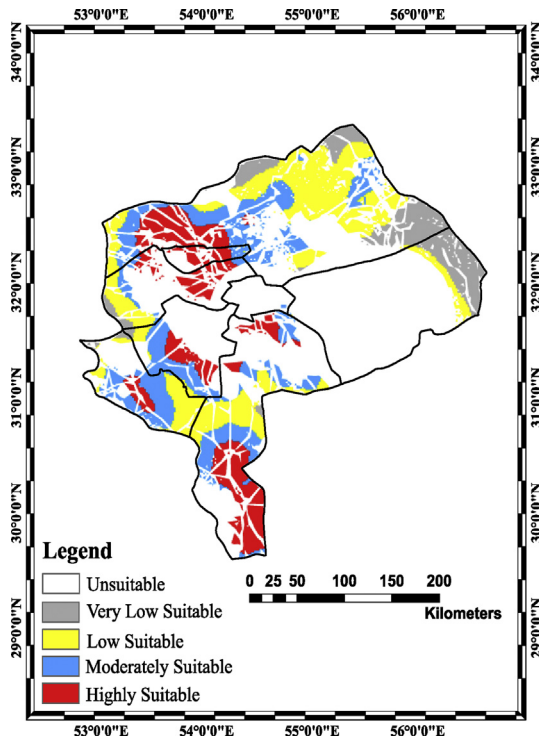 53°0'0"E 54°0'0"E 55°0'0"E 56°0'0"E
34°0'0"N 34°0'0"N
33°0'0"N 33°0'0"N
32°0'0"N 32°0'0"N
31°0'0"N 31°0'0"N
30°0'0"N 30°0'0"N
29°0'0"N 29°0'0"N
Legend
Unsuitable
Very Low Suitable
Low Suitable
Moderately Suitable
Highly Suitable
0 25 50 100 150 200
Kilometers
53°0'0"E 54°0'0"E 55°0'0"E 56°0'0"E